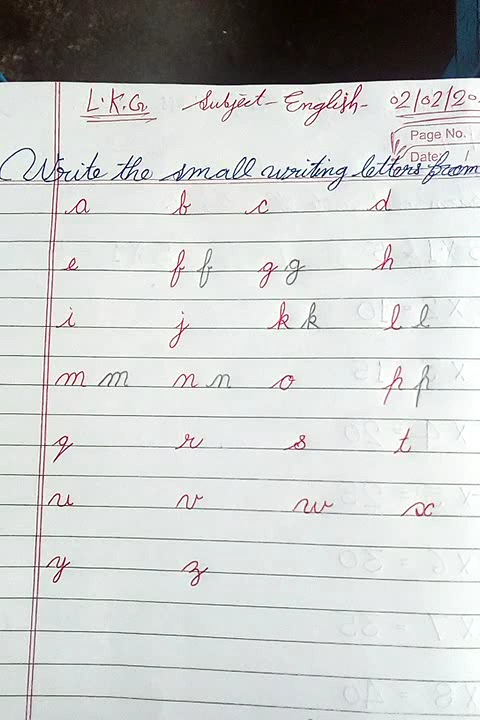 L.K.G Subject - English - 02/02/20
Page No.
Date: /
Write the small writing letters from
a b c d
e f f g g h
i j k k l l
m m n n o p p
q r s t
u v w x
y z